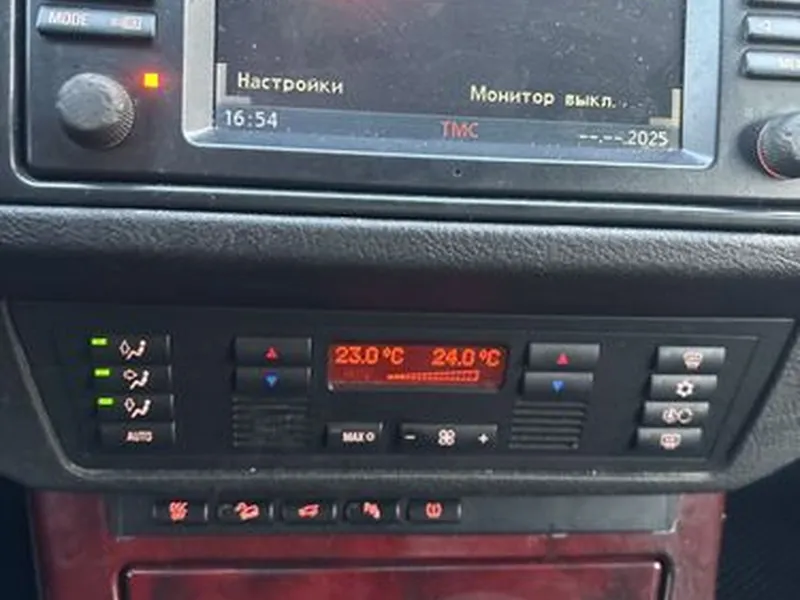 MODE
Настройки
Монитор выкл.
16:54
TMC
--.--.2025
23.0°C 24.0°C
AUTO
MAX
- +